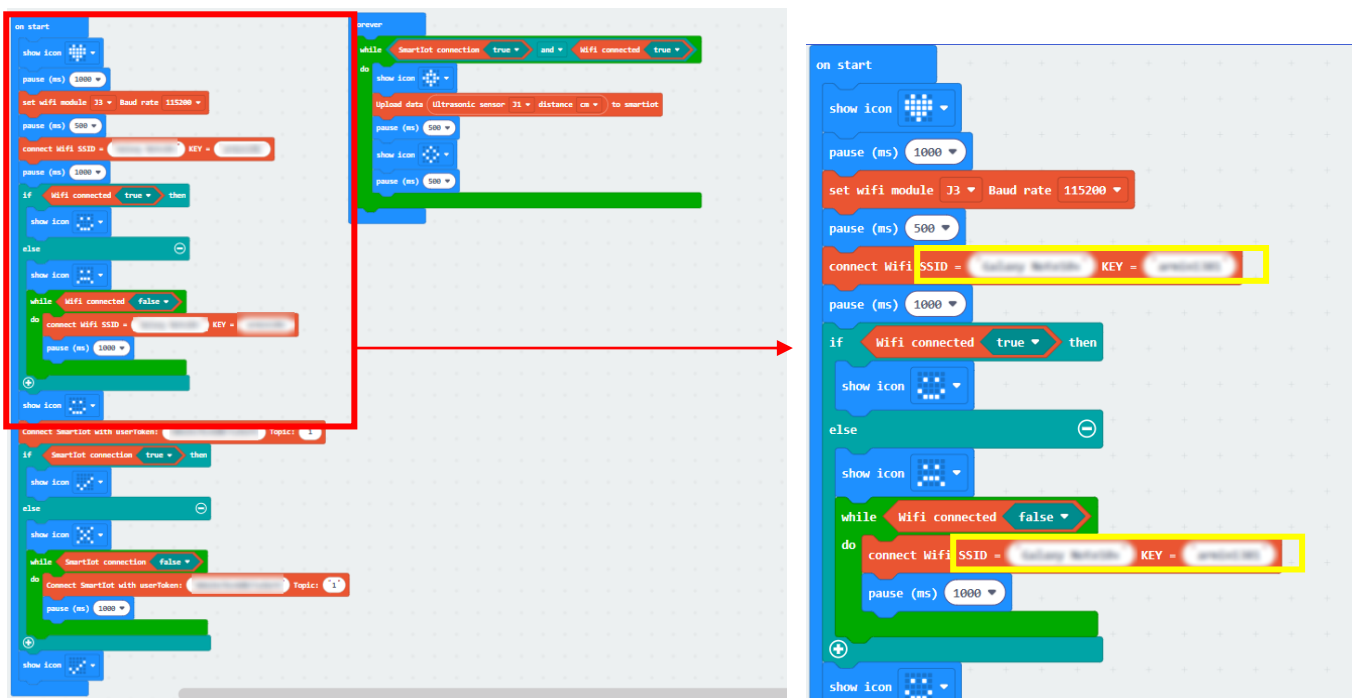 on start
show icon
pause (ms) 1000
set wifi module J3 Baud rate 115200
pause (ms) 500
connect Wifi SSID = KEY =
pause (ms) 1000
if Wifi connected true then
show icon
else
show icon
while Wifi connected false
do
connect Wifi SSID = KEY =
pause (ms) 1000
show icon
Connect SmartIot with userToken: Topic: 1
if SmartIot connection true then
show icon
else
show icon
while SmartIot connection false
do
Connect SmartIot with userToken: Topic: "1"
pause (ms) 1000
show icon
forever
while SmartIot connection true and Wifi connected true
do
show icon
Upload data Ultrasonic sensor J1 distance cm to smartiot
pause (ms) 500
show icon
pause (ms) 500
on start
show icon
pause (ms) 1000
set wifi module J3 Baud rate 115200
pause (ms) 500
connect Wifi SSID = KEY =
pause (ms) 1000
if Wifi connected true then
show icon
else
show icon
while Wifi connected false
do
connect Wifi SSID = KEY =
pause (ms) 1000
show icon